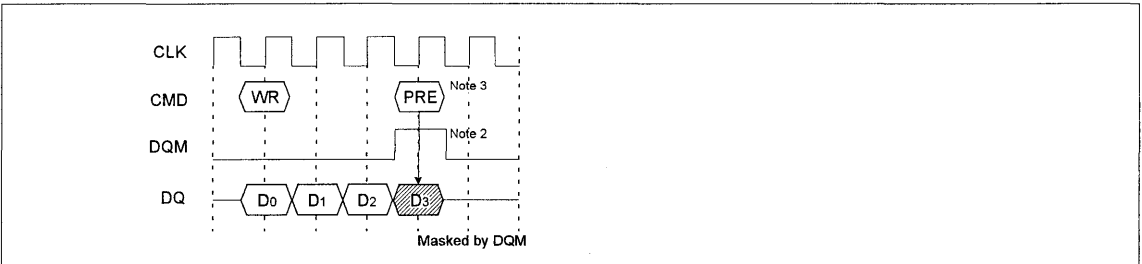 CLK
CMD WR PRE Note 3
DQM Note 2
DQ D0 D1 D2 D3
Masked by DQM